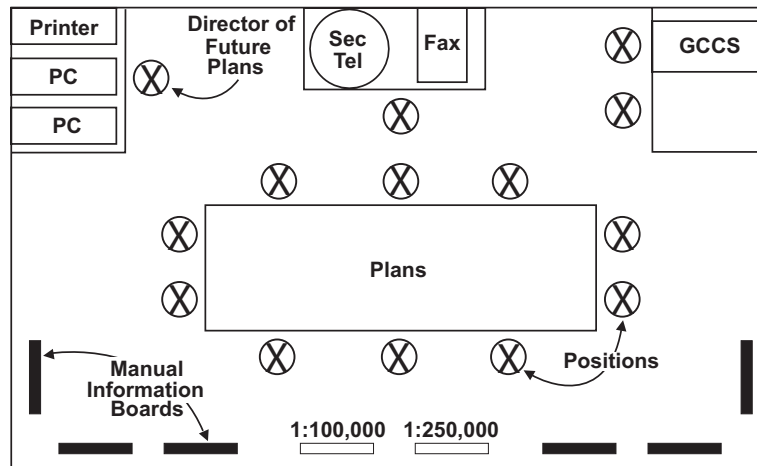 Printer
PC
PC
Director of
Future
Plans
Sec
Tel
Fax
GCCS
X
X
X
X
X
X
X
X
X
X
X
X
X
X
Plans
Positions
Manual
Information
Boards
1:100,000
1:250,000